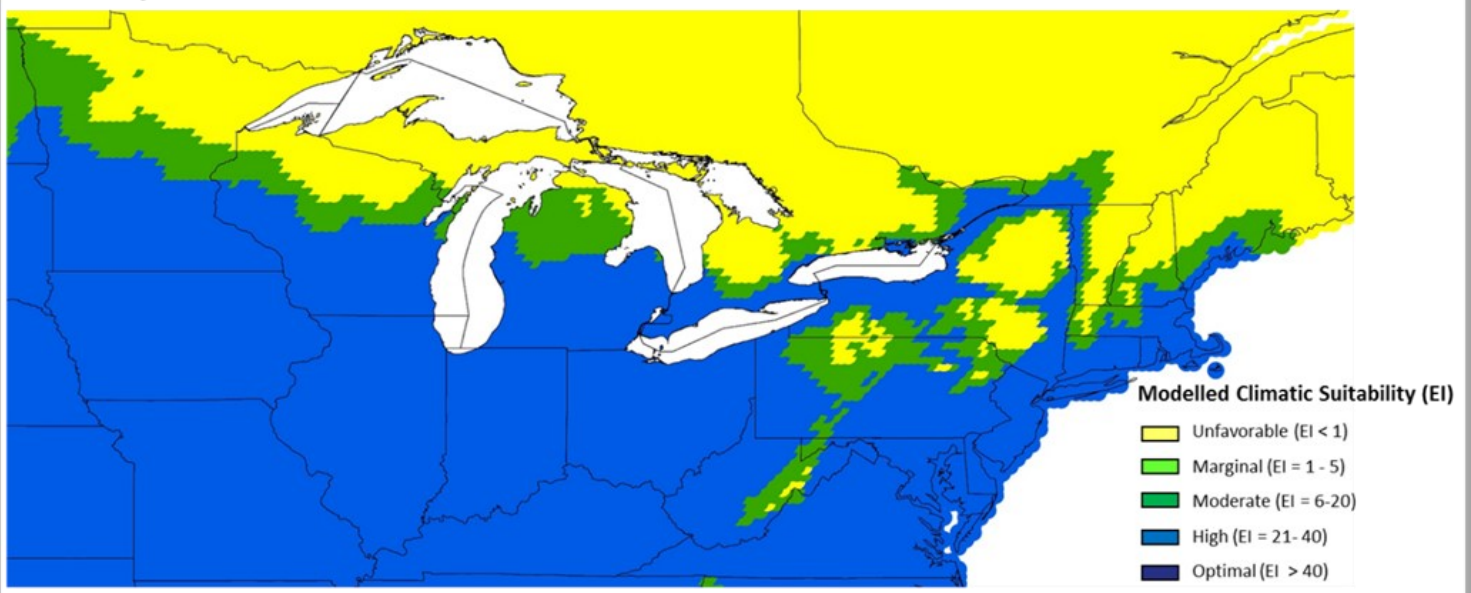 Modelled Climatic Suitability (EI)
Unfavorable (EI < 1)
Marginal (EI = 1 - 5)
Moderate (EI = 6-20)
High (EI = 21- 40)
Optimal (EI  > 40)